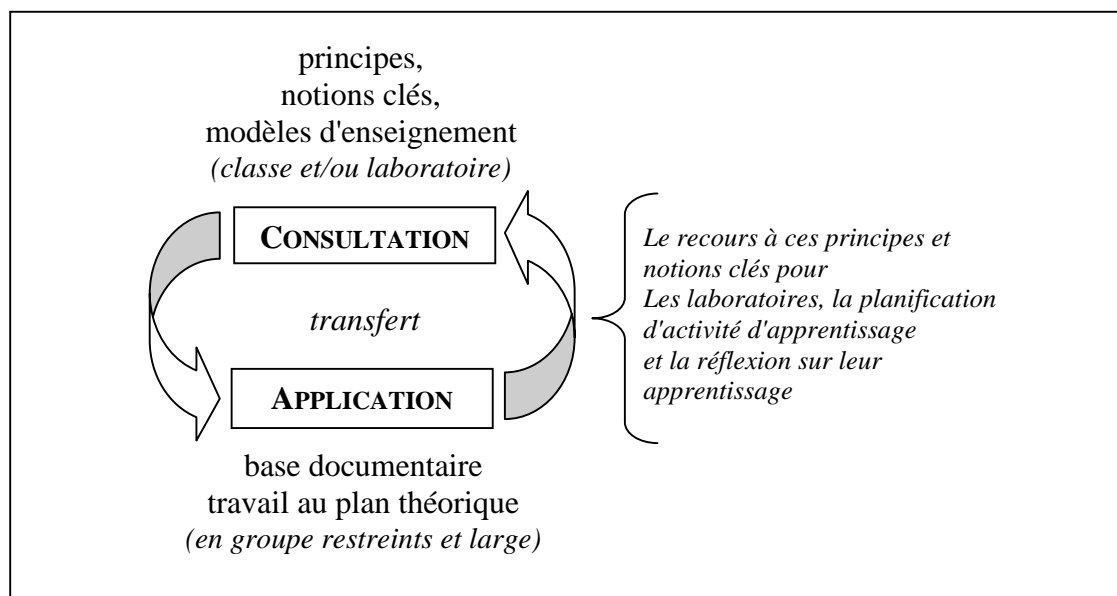 principes,
notions clés,
modèles d'enseignement
(classe et/ou laboratoire)
CONSULTATION
transfert
APPLICATION
base documentaire
travail au plan théorique
(en groupe restreints et large)
Le recours à ces principes et
notions clés pour
Les laboratoires, la planification
d'activité d'apprentissage
et la réflexion sur leur
apprentissage